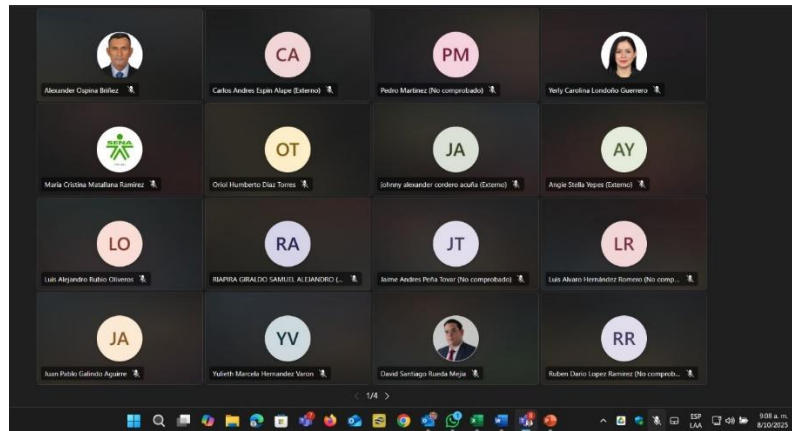 CA
PM
Alexander Ospina Briñez
Carlos Andres Espin Alape (Externo)
Pedro Martinez (No comprobado)
Yerly Carolina Londoño Guerrero
SENA
OT
JA
AY
María Cristina Matallana Ramirez
Oriol Humberto Diaz Torres
johnny alexander cordero acuña (Externo)
Angie Stella Yepes (Externo)
LO
RA
JT
LR
Luis Alejandro Rubio Oliveros
RIAPIRA GIRALDO SAMUEL ALEJANDRO (...
Jaime Andres Peña Tovar (No comprobado)
Luis Alvaro Hernández Romero (No comp...
JA
YV
RR
Juan Pablo Galindo Aguirre
Yulieth Marcela Hernandez Varon
David Santiago Rueda Mejia
Ruben Dario Lopez Ramirez (No comprob...
1/4
ESP
LAA
9:08 a. m.
8/10/2025